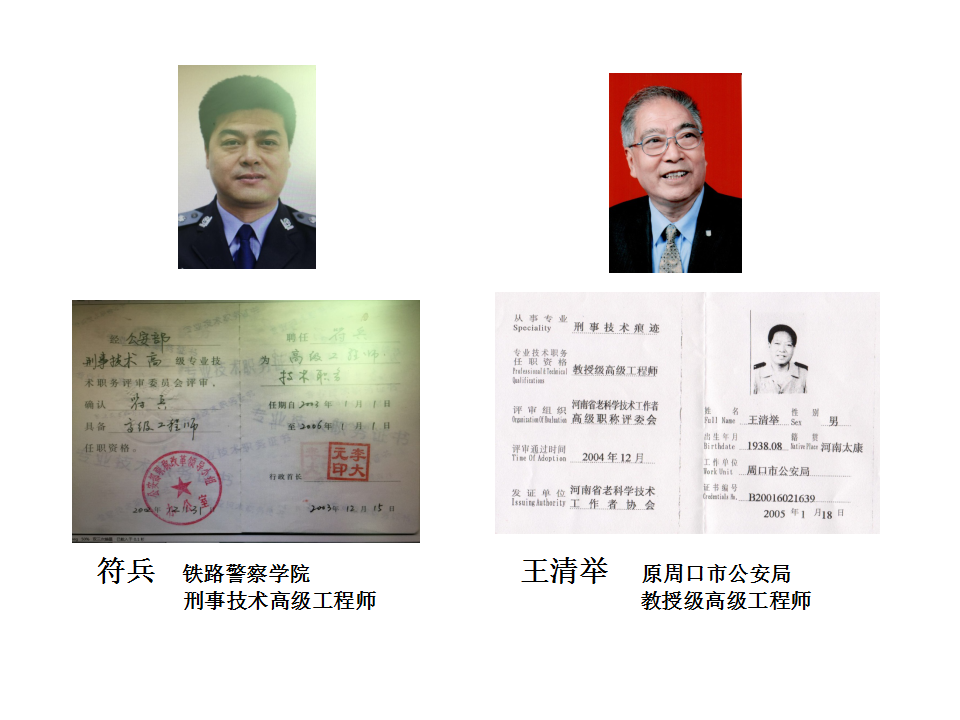 经 公安部
刑事技术 高 级专业技
术职务评审委员会评审、
确认 符兵
具备 高级工程师
任职资格。
聘任 符兵
为 高级工程师
技术职务
任期自 2003 年 1 月 1 日
至 2006 年 1 月 1 日
行政首长
李大
元印
2003 年 12 月 15 日
从事专业
Speciality 刑事技术痕迹
专业技术职务
任职资格
Professional & Technical
Qualifications
教授级高级工程师
评审组织
Organization Of Evaluation
河南省老科学技术工作者
高级职称评委会
评审通过时间
Time Of Adoption 2004 年 12 月
发证单位
Issuing Authority
河南省老科学技术
工作者协会
姓名 性别
Full Name 王清举 Sex 男
出生年月 籍贯
Birthdate 1938.08 Native Place 河南太康
工作单位
Work Unit 周口市公安局
证书编号
Credentials No. B20016021639
2005 年 1 月 18 日
符兵 铁路警察学院
刑事技术高级工程师
王清举 原周口市公安局
教授级高级工程师